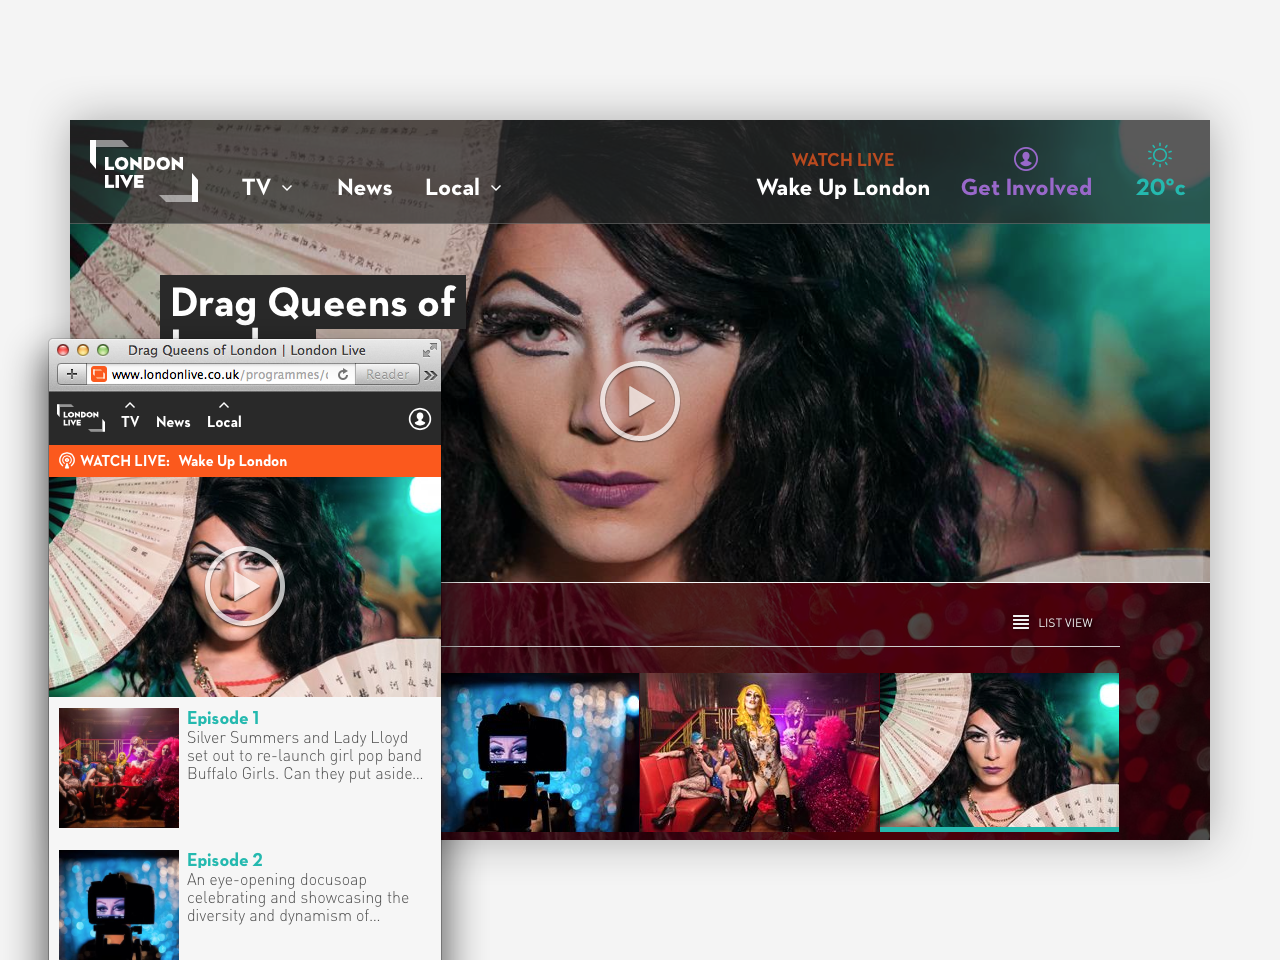 LONDON
LIVE
TV
News
Local
WATCH LIVE
Wake Up London
Get Involved
20°c
Drag Queens of
LIST VIEW
Drag Queens of London | London Live
www.londonlive.co.uk/programmes/
Reader
LONDON
LIVE
TV
News
Local
WATCH LIVE: Wake Up London
Episode 1
Silver Summers and Lady Lloyd
set out to re-launch girl pop band
Buffalo Girls. Can they put aside...
Episode 2
An eye-opening docusoap
celebrating and showcasing the
diversity and dynamism of...